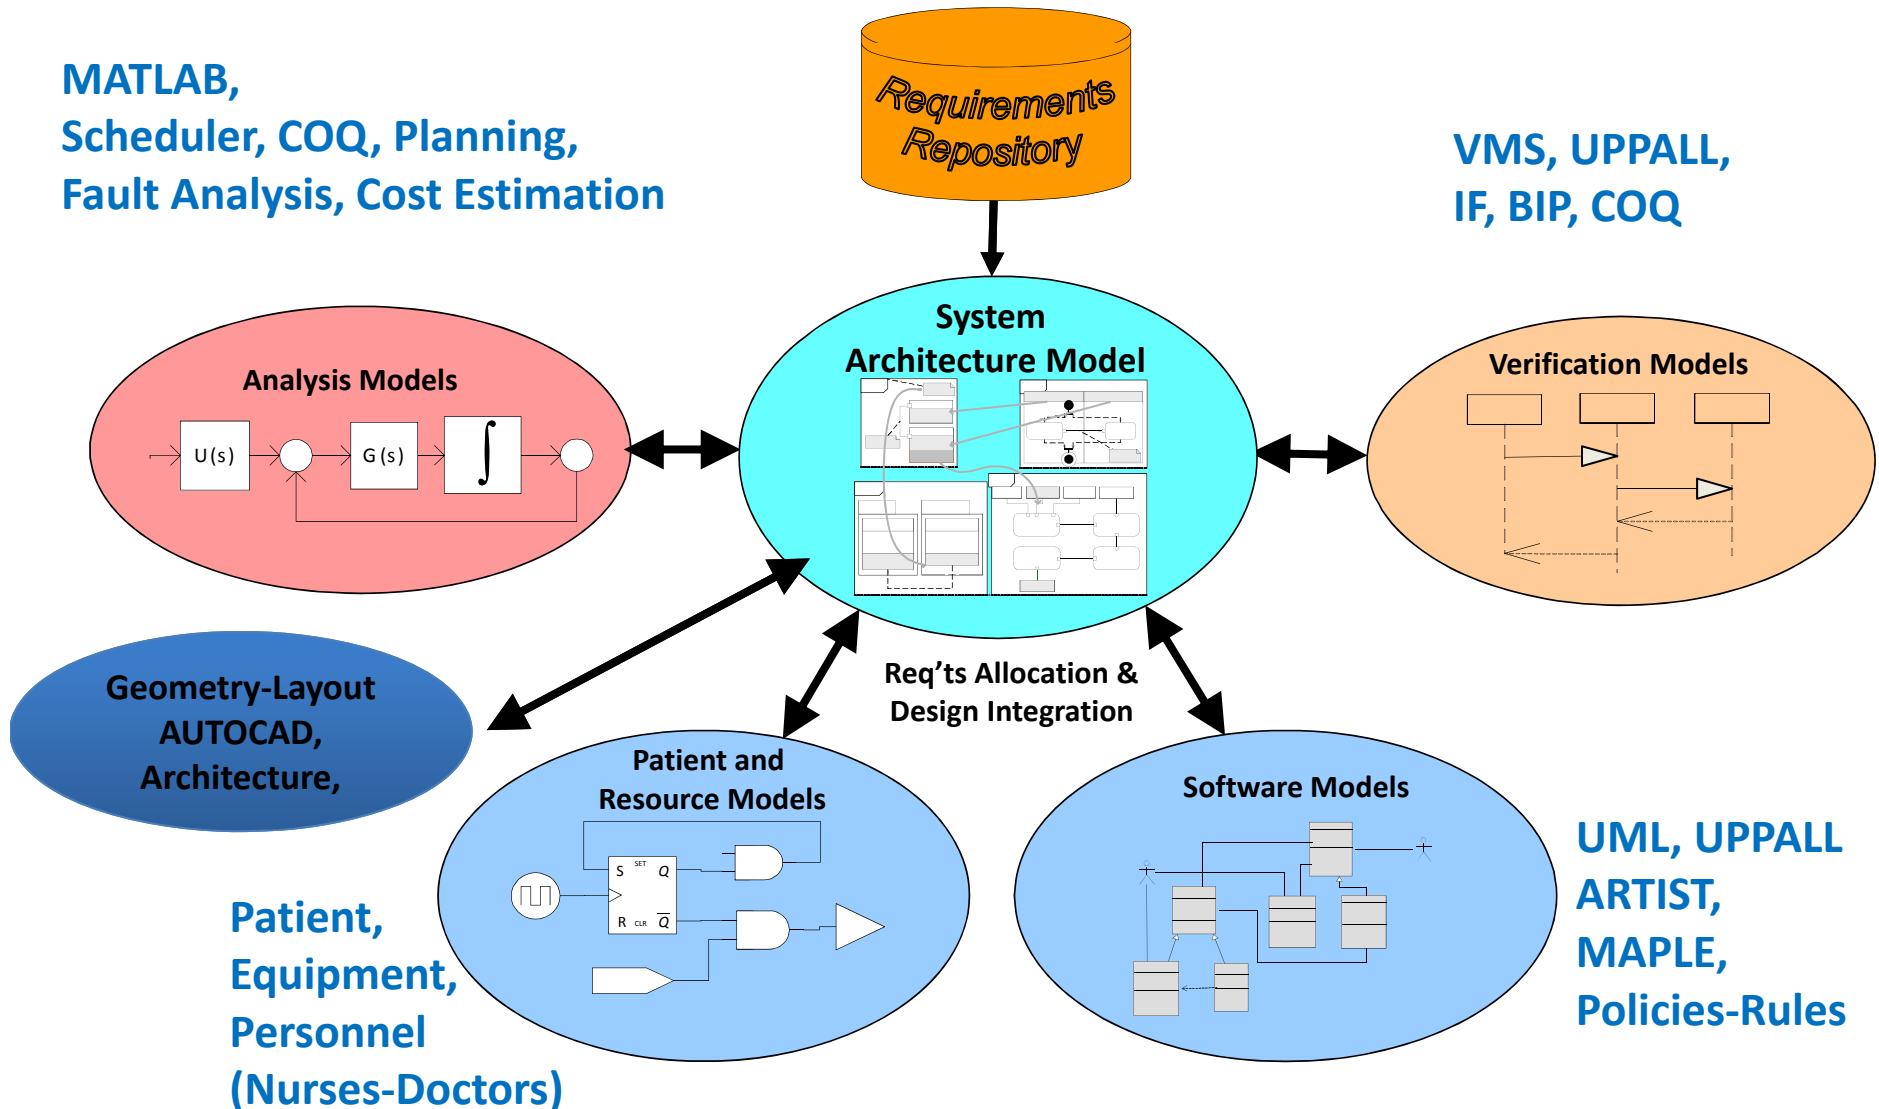 MATLAB,
Scheduler, COQ, Planning,
Fault Analysis, Cost Estimation
Requirements
Repository
VMS, UPPALL,
IF, BIP, COQ
System
Architecture Model
Analysis Models
U(s)
G(s)
∫
Verification Models
Geometry-Layout
AUTOCAD,
Architecture,
Req’ts Allocation &
Design Integration
Patient and
Resource Models
S SET Q
R CLR Q̅
Software Models
UML, UPPALL
ARTIST,
MAPLE,
Policies-Rules
Patient,
Equipment,
Personnel
(Nurses-Doctors)